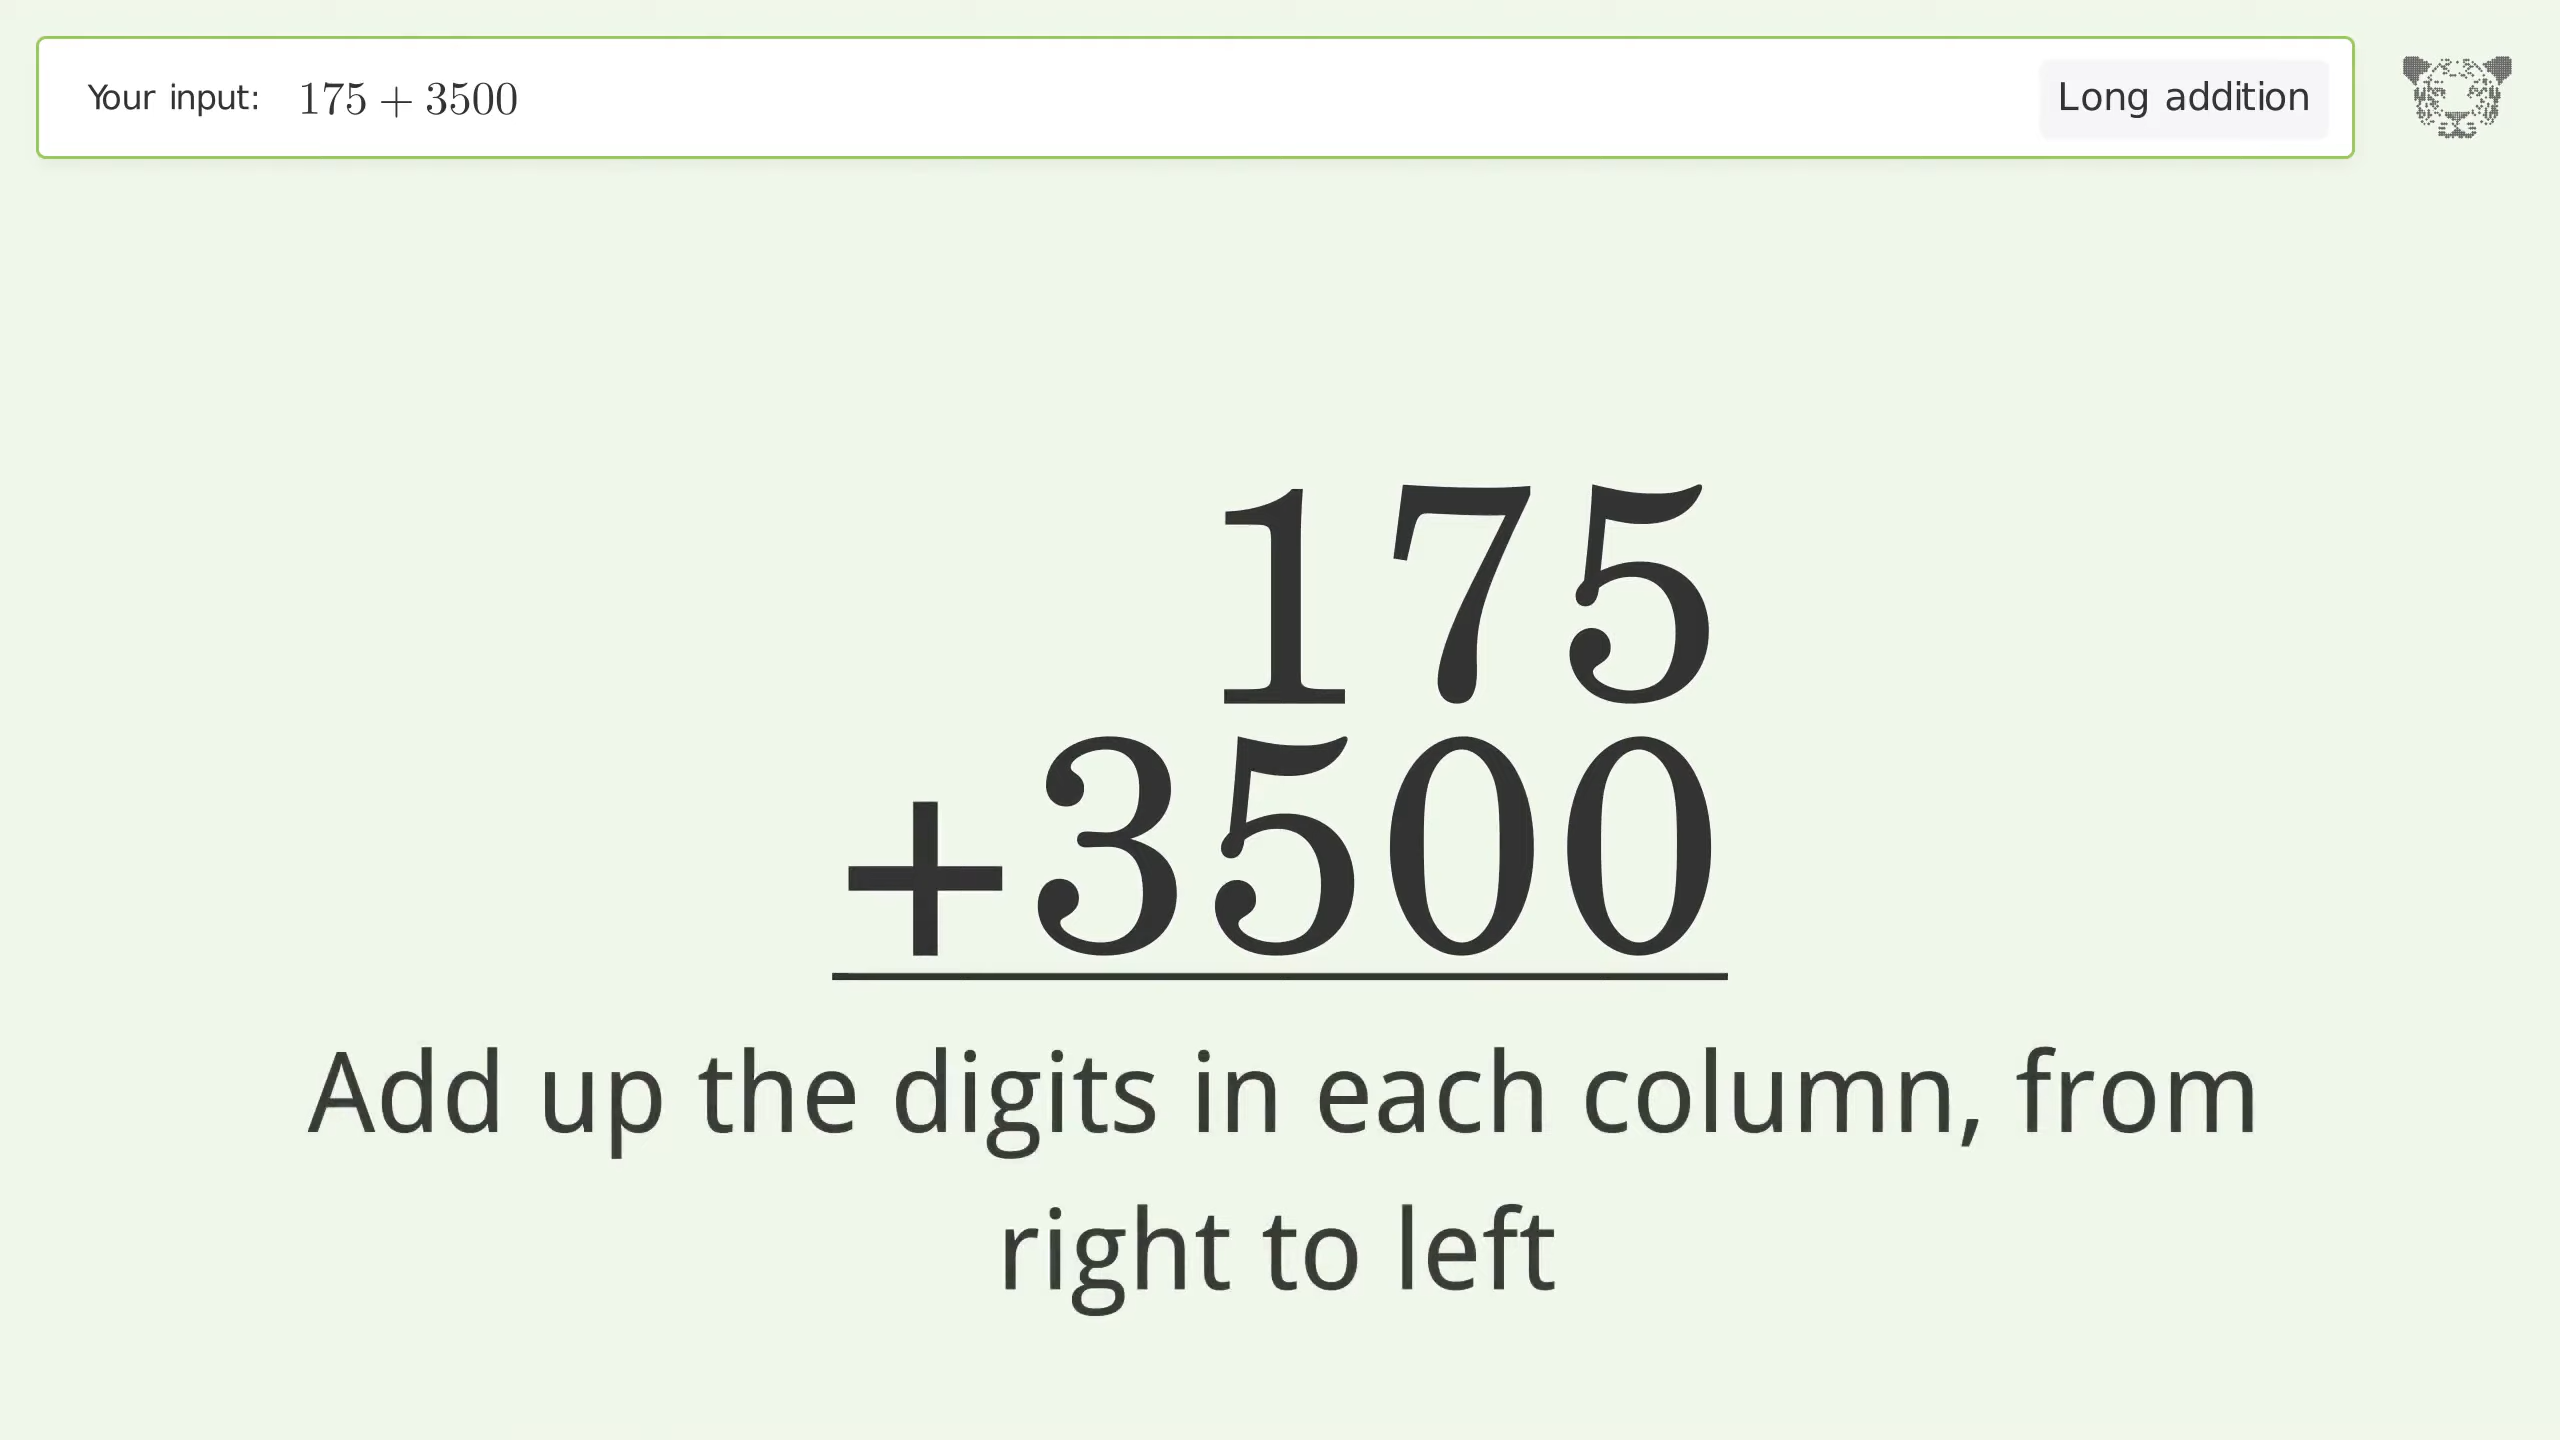 Your input: 175 + 3500
Long addition
175
+3500
Add up the digits in each column, from
right to left